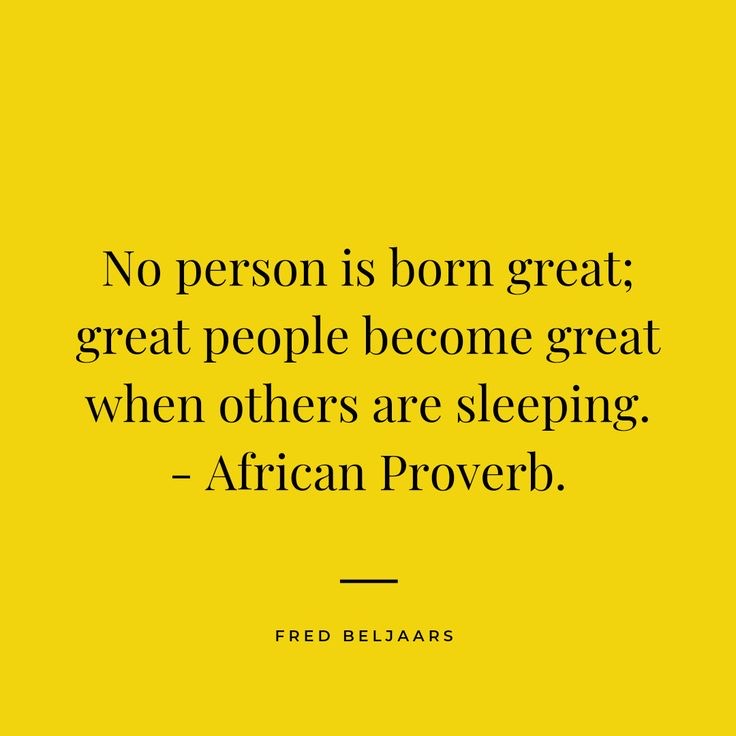 No person is born great;
great people become great
when others are sleeping.
- African Proverb.
FRED BELJAARS